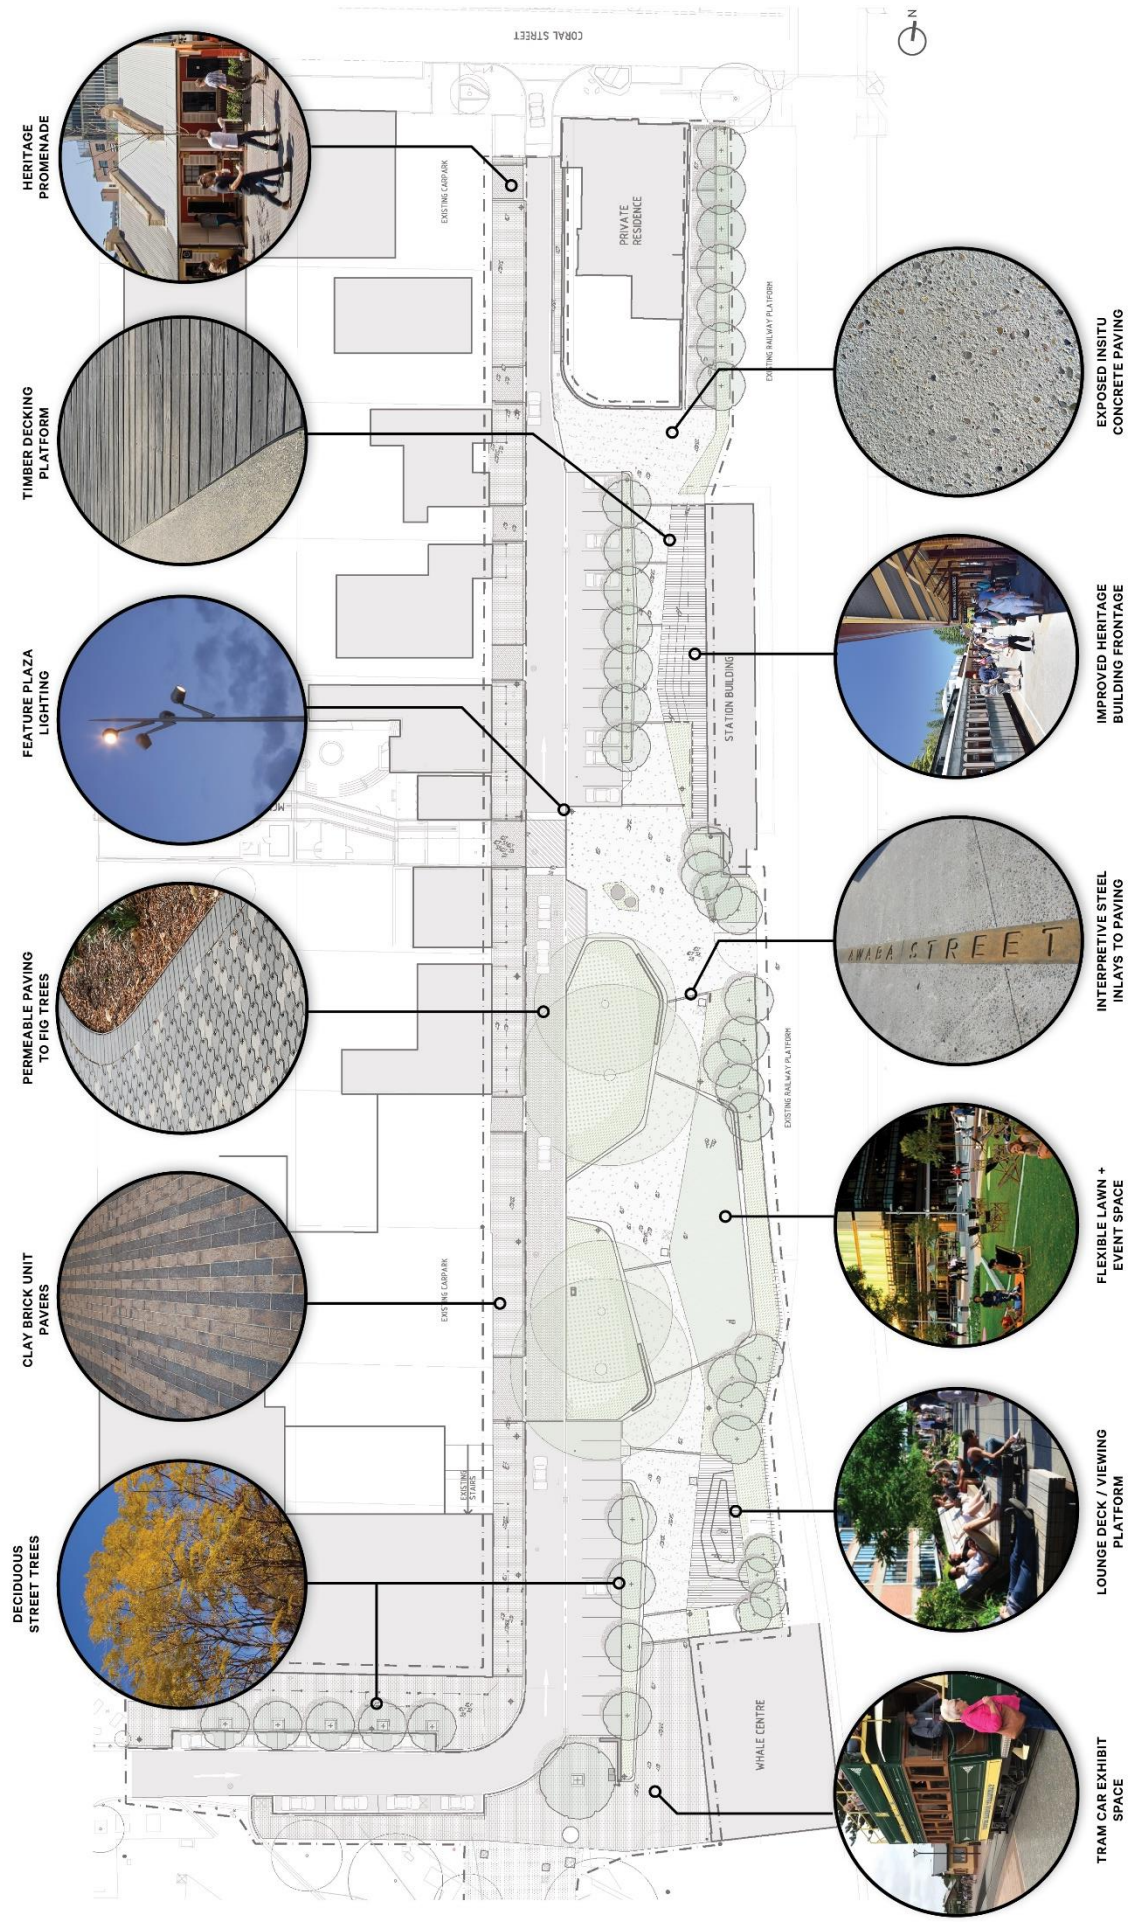 DECIDUOUS
STREET TREES
CLAY BRICK UNIT
PAVERS
PERMEABLE PAVING
TO FIG TREES
FEATURE PLAZA
LIGHTING
TIMBER DECKING
PLATFORM
HERITAGE
PROMENADE
EXISTING
STAIRS
EXISTING CARPARK
EXISTING CARPARK
CORAL STREET
N
PRIVATE
RESIDENCE
STATION BUILDING
EXISTING RAILWAY PLATFORM
EXISTING RAILWAY PLATFORM
WHALE CENTRE
AWABA STREET
TRAM CAR EXHIBIT
SPACE
LOUNGE DECK / VIEWING
PLATFORM
FLEXIBLE LAWN +
EVENT SPACE
INTERPRETIVE STEEL
INLAYS TO PAVING
IMPROVED HERITAGE
BUILDING FRONTAGE
EXPOSED INSITU
CONCRETE PAVING